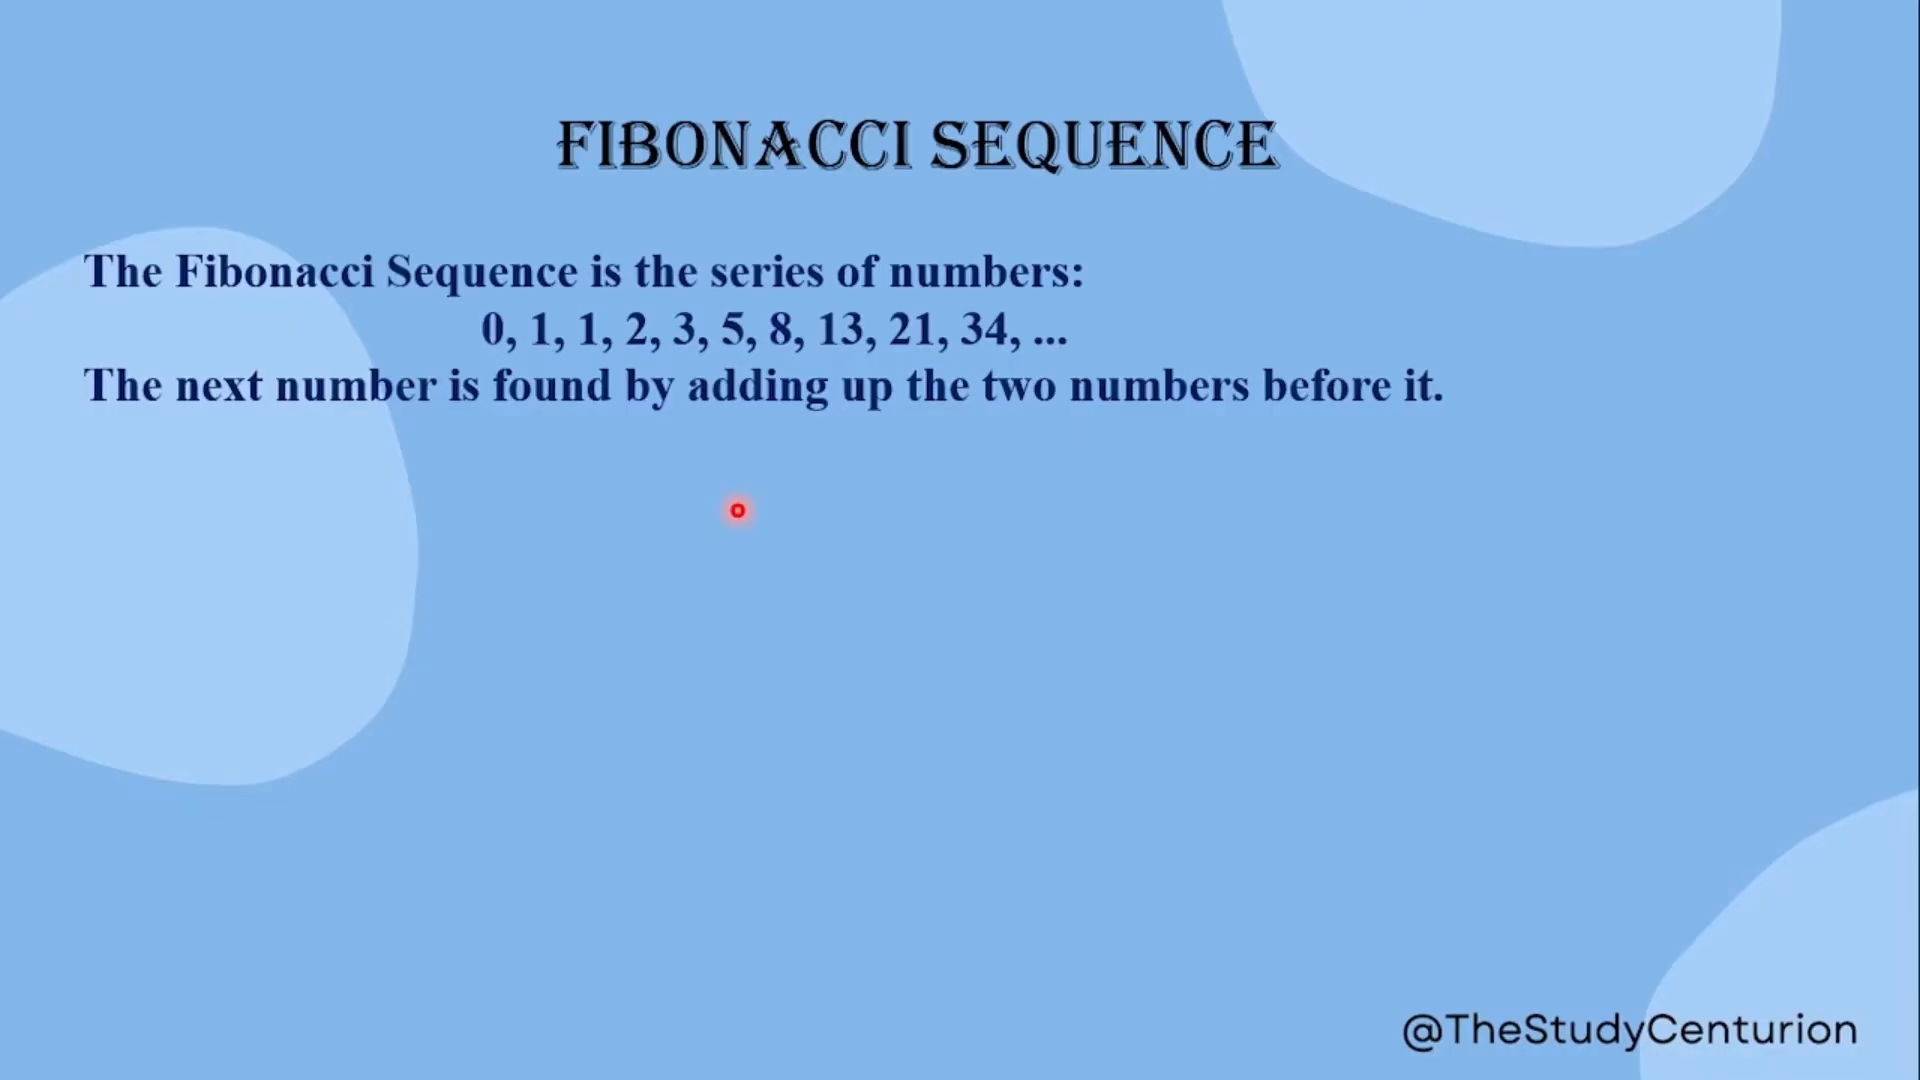 FIBONACCI SEQUENCE
The Fibonacci Sequence is the series of numbers:
0, 1, 1, 2, 3, 5, 8, 13, 21, 34, ...
The next number is found by adding up the two numbers before it.
@TheStudyCenturion